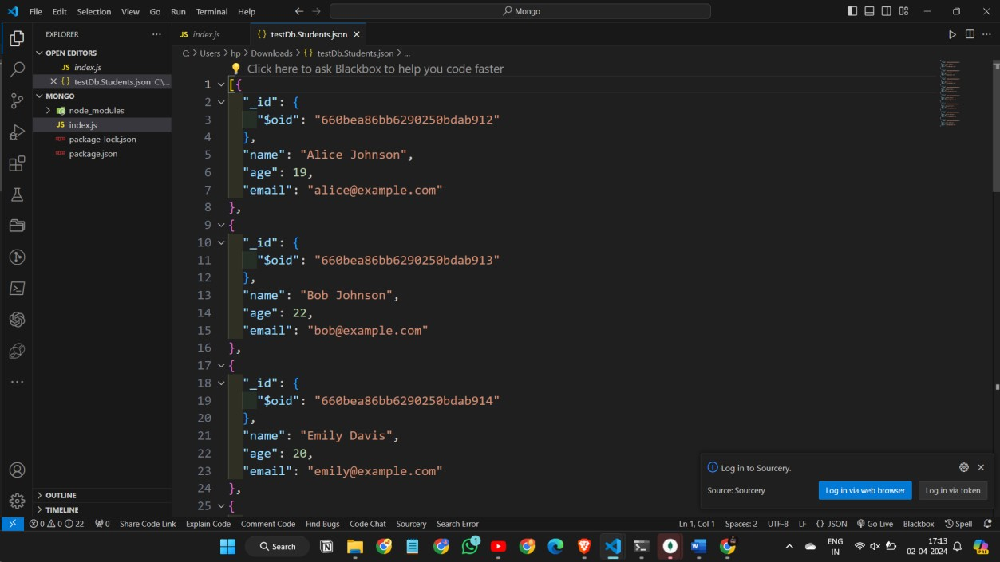 File Edit Selection View Go Run Terminal Help
Mongo
EXPLORER
OPEN EDITORS
JS index.js
{ } testDb.Students.json C:\...
MONGO
node_modules
JS index.js
package-lock.json
package.json
OUTLINE
TIMELINE
JS index.js
{ } testDb.Students.json
C: > Users > hp > Downloads > { } testDb.Students.json > ...
Click here to ask Blackbox to help you code faster
1 [{
2 "_id": {
3 "$oid": "660bea86bb6290250bdab912"
4 },
5 "name": "Alice Johnson",
6 "age": 19,
7 "email": "alice@example.com"
8 },
9 {
10 "_id": {
11 "$oid": "660bea86bb6290250bdab913"
12 },
13 "name": "Bob Johnson",
14 "age": 22,
15 "email": "bob@example.com"
16 },
17 {
18 "_id": {
19 "$oid": "660bea86bb6290250bdab914"
20 },
21 "name": "Emily Davis",
22 "age": 20,
23 "email": "emily@example.com"
24 },
25 {
Log in to Sourcery.
Source: Sourcery
Log in via web browser
Log in via token
0 0 22 0 Share Code Link Explain Code Comment Code Find Bugs Code Chat Sourcery Search Error Ln 1, Col 1 Spaces: 2 UTF-8 LF { } JSON Go Live Blackbox Spell
Search
1
ENG
IN
17:13
02-04-2024